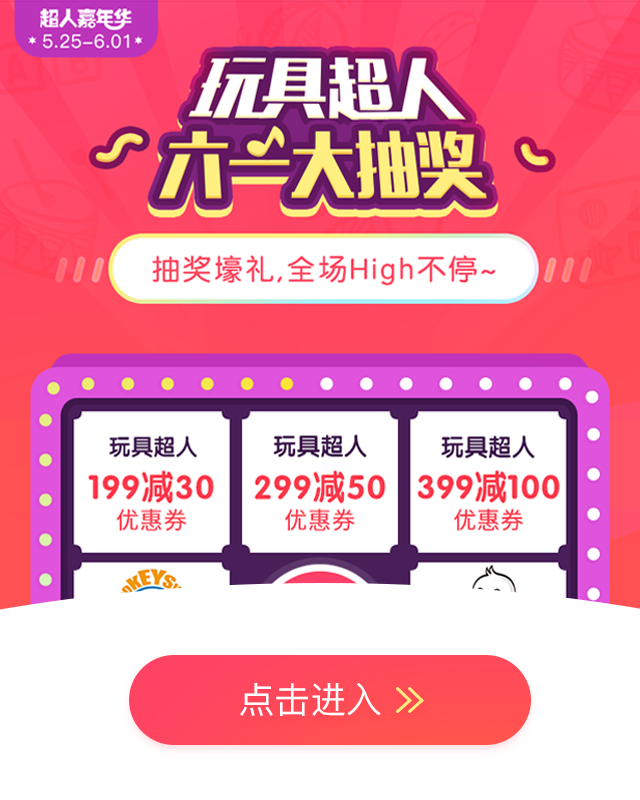 超人嘉年华
* 5.25-6.01 *
玩具超人
六一大抽奖
抽奖壕礼,全场High不停~
玩具超人
199减30
优惠券
玩具超人
299减50
优惠券
玩具超人
399减100
优惠券
点击进入 >>